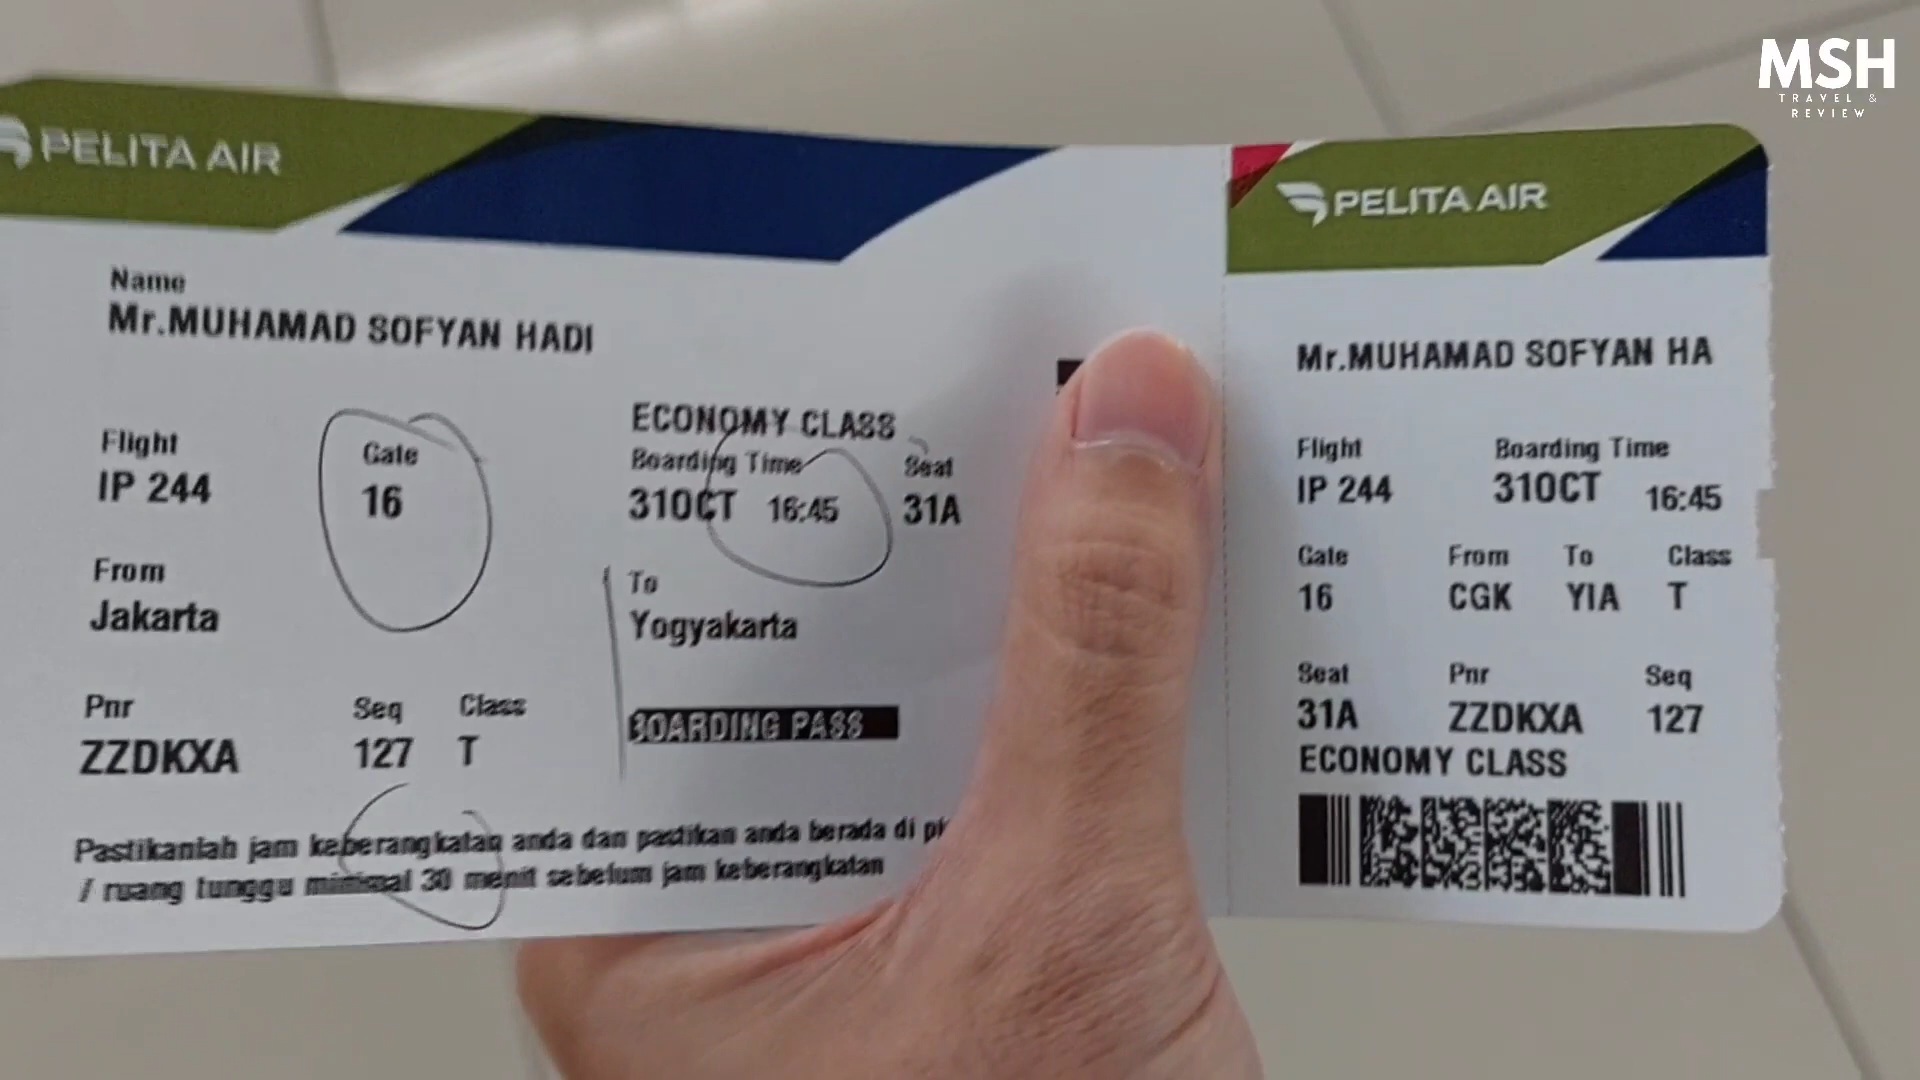 MSH
TRAVEL &
REVIEW
PELITA AIR
Name
Mr.MUHAMAD SOFYAN HADI
ECONOMY CLASS
Flight Gate Boarding Time Seat
IP 244 16 31OCT 16:45 31A
From To
Jakarta Yogyakarta
Pnr Seq Class
ZZDKXA 127 T
BOARDING PASS
Pastikanlah jam keberangkatan anda dan pastikan anda berada di
/ ruang tunggu minimal 30 menit sebelum jam keberangkatan
PELITA AIR
Mr.MUHAMAD SOFYAN HA
Flight Boarding Time
IP 244 31OCT 16:45
Gate From To Class
16 CGK YIA T
Seat Pnr Seq
31A ZZDKXA 127
ECONOMY CLASS